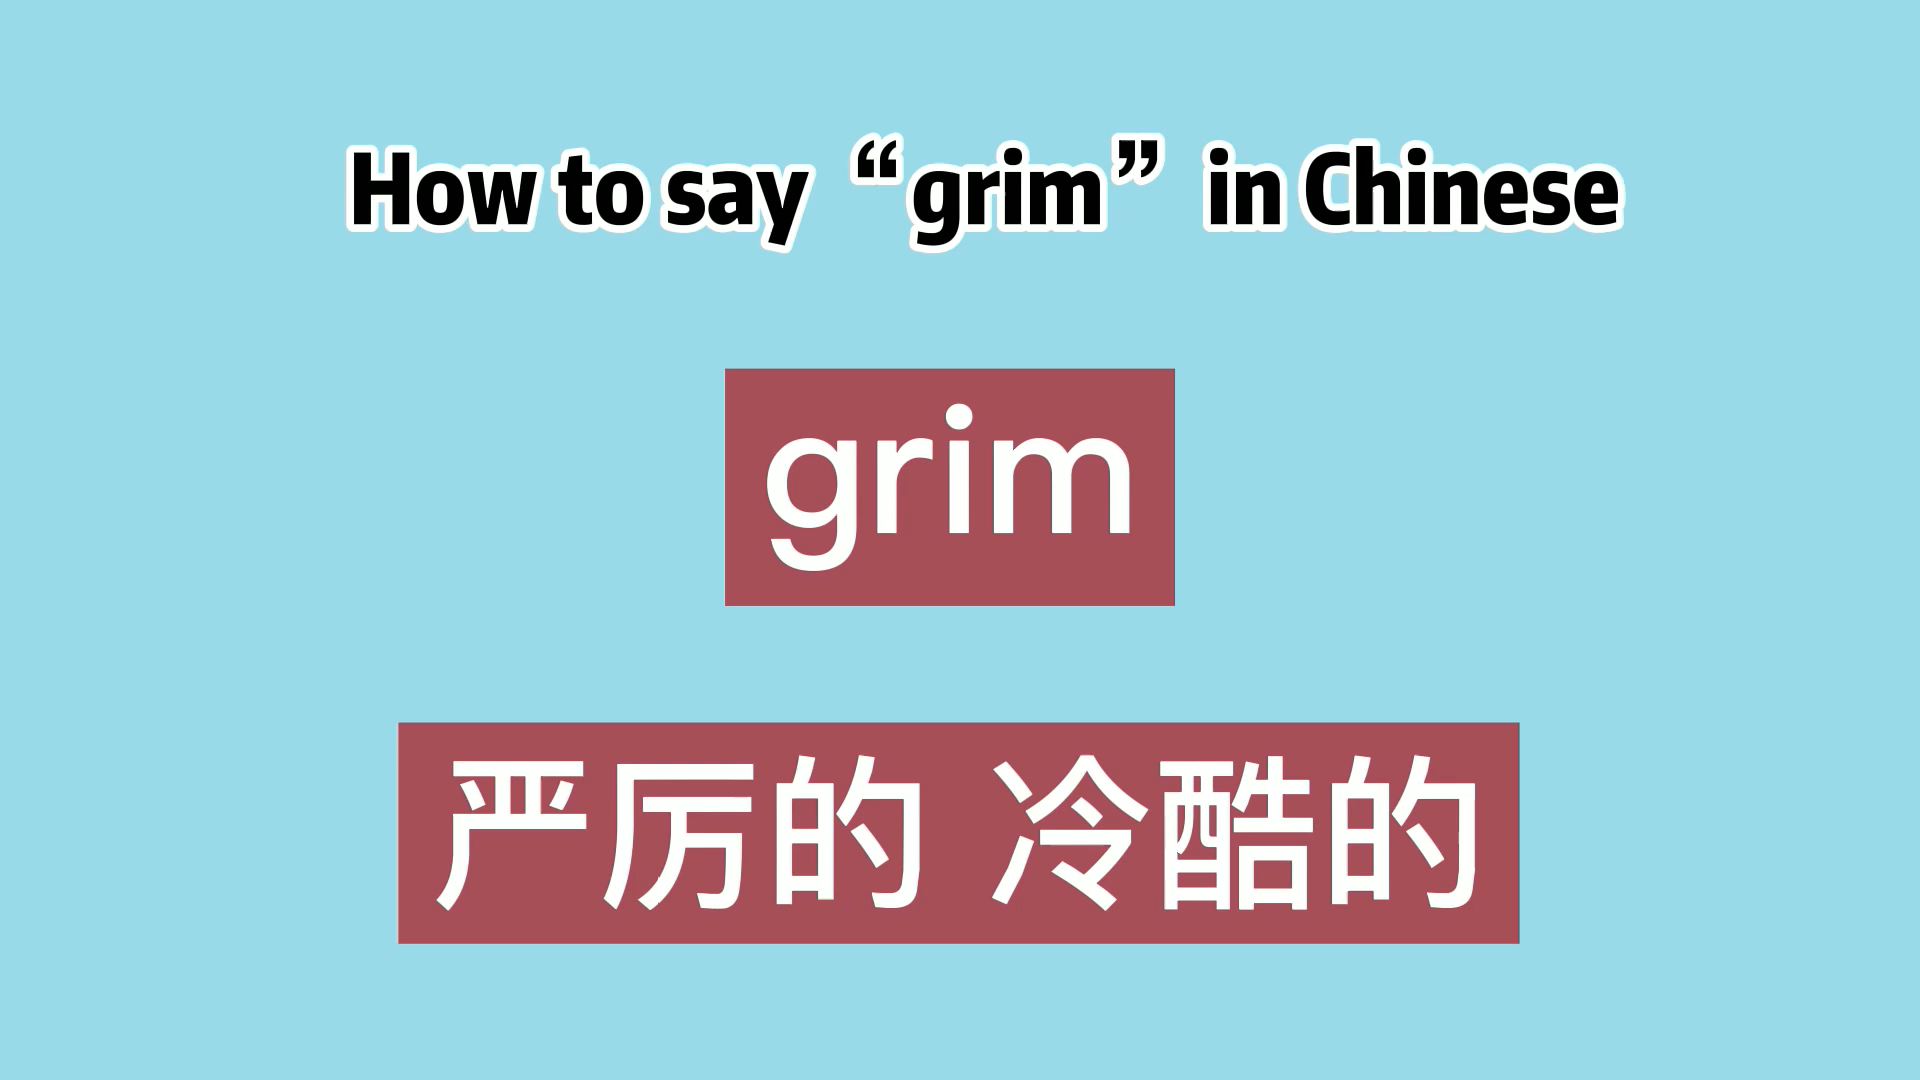 How to say “grim” in Chinese
grim
严厉的 冷酷的